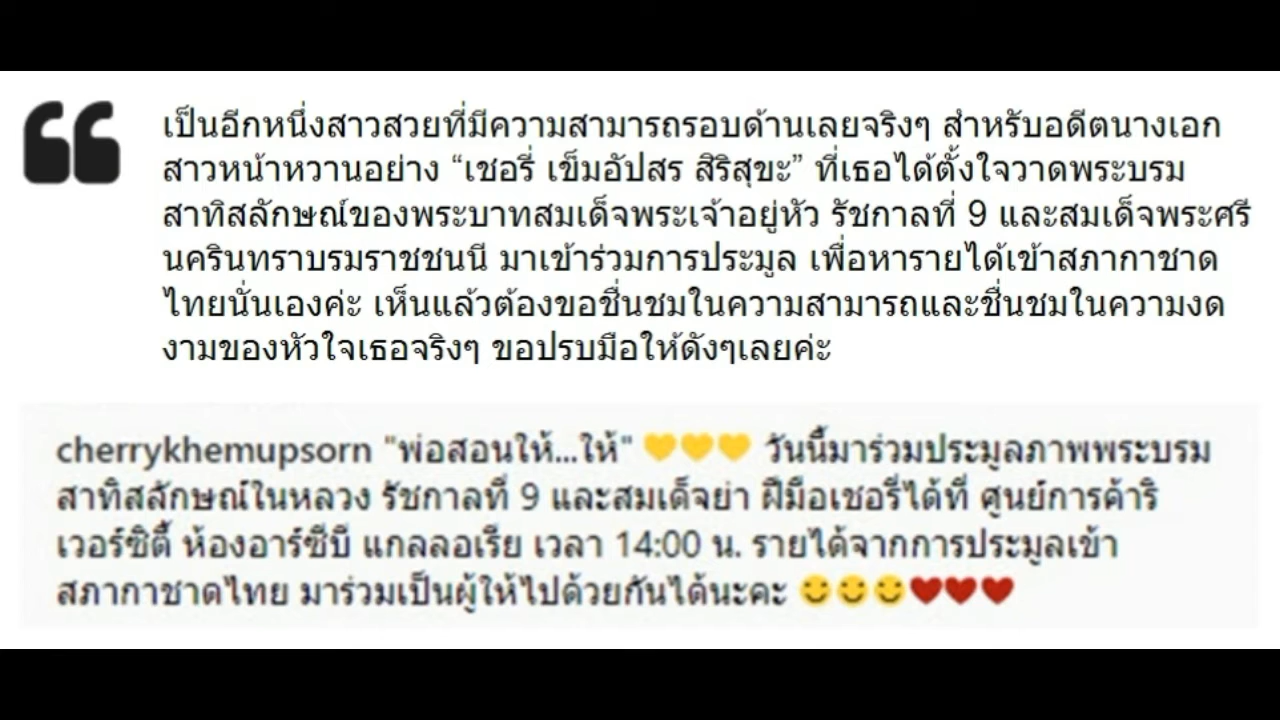 เป็นอีกหนึ่งสาวสวยที่มีความสามารถรอบด้านเลยจริงๆ สำหรับอดีตนางเอก
สาวหน้าหวานอย่าง “เชอรี่ เข็มอัปสร สิริสุขะ” ที่เธอได้ตั้งใจวาดพระบรม
สาทิสลักษณ์ของพระบาทสมเด็จพระเจ้าอยู่หัว รัชกาลที่ 9 และสมเด็จพระศรี
นครินทราบรมราชชนนี มาเข้าร่วมการประมูล เพื่อหารายได้เข้าสภากาชาด
ไทยนั่นเองค่ะ เห็นแล้วต้องขอชื่นชมในความสามารถและชื่นชมในความงด
งามของหัวใจเธอจริงๆ ขอปรบมือให้ดังๆเลยค่ะ
cherrykhemupsorn "พ่อสอนให้...ให้" 💛💛💛 วันนี้มาร่วมประมูลภาพพระบรม
สาทิสลักษณ์ในหลวง รัชกาลที่ 9 และสมเด็จย่า ฝีมือเชอรี่ได้ที่ ศูนย์การค้าริ
เวอร์ซิตี้ ห้องอาร์ซีบี แกลลอเรีย เวลา 14:00 น. รายได้จากการประมูลเข้า
สภากาชาดไทย มาร่วมเป็นผู้ให้ไปด้วยกันได้นะคะ 😊😊😊❤❤❤